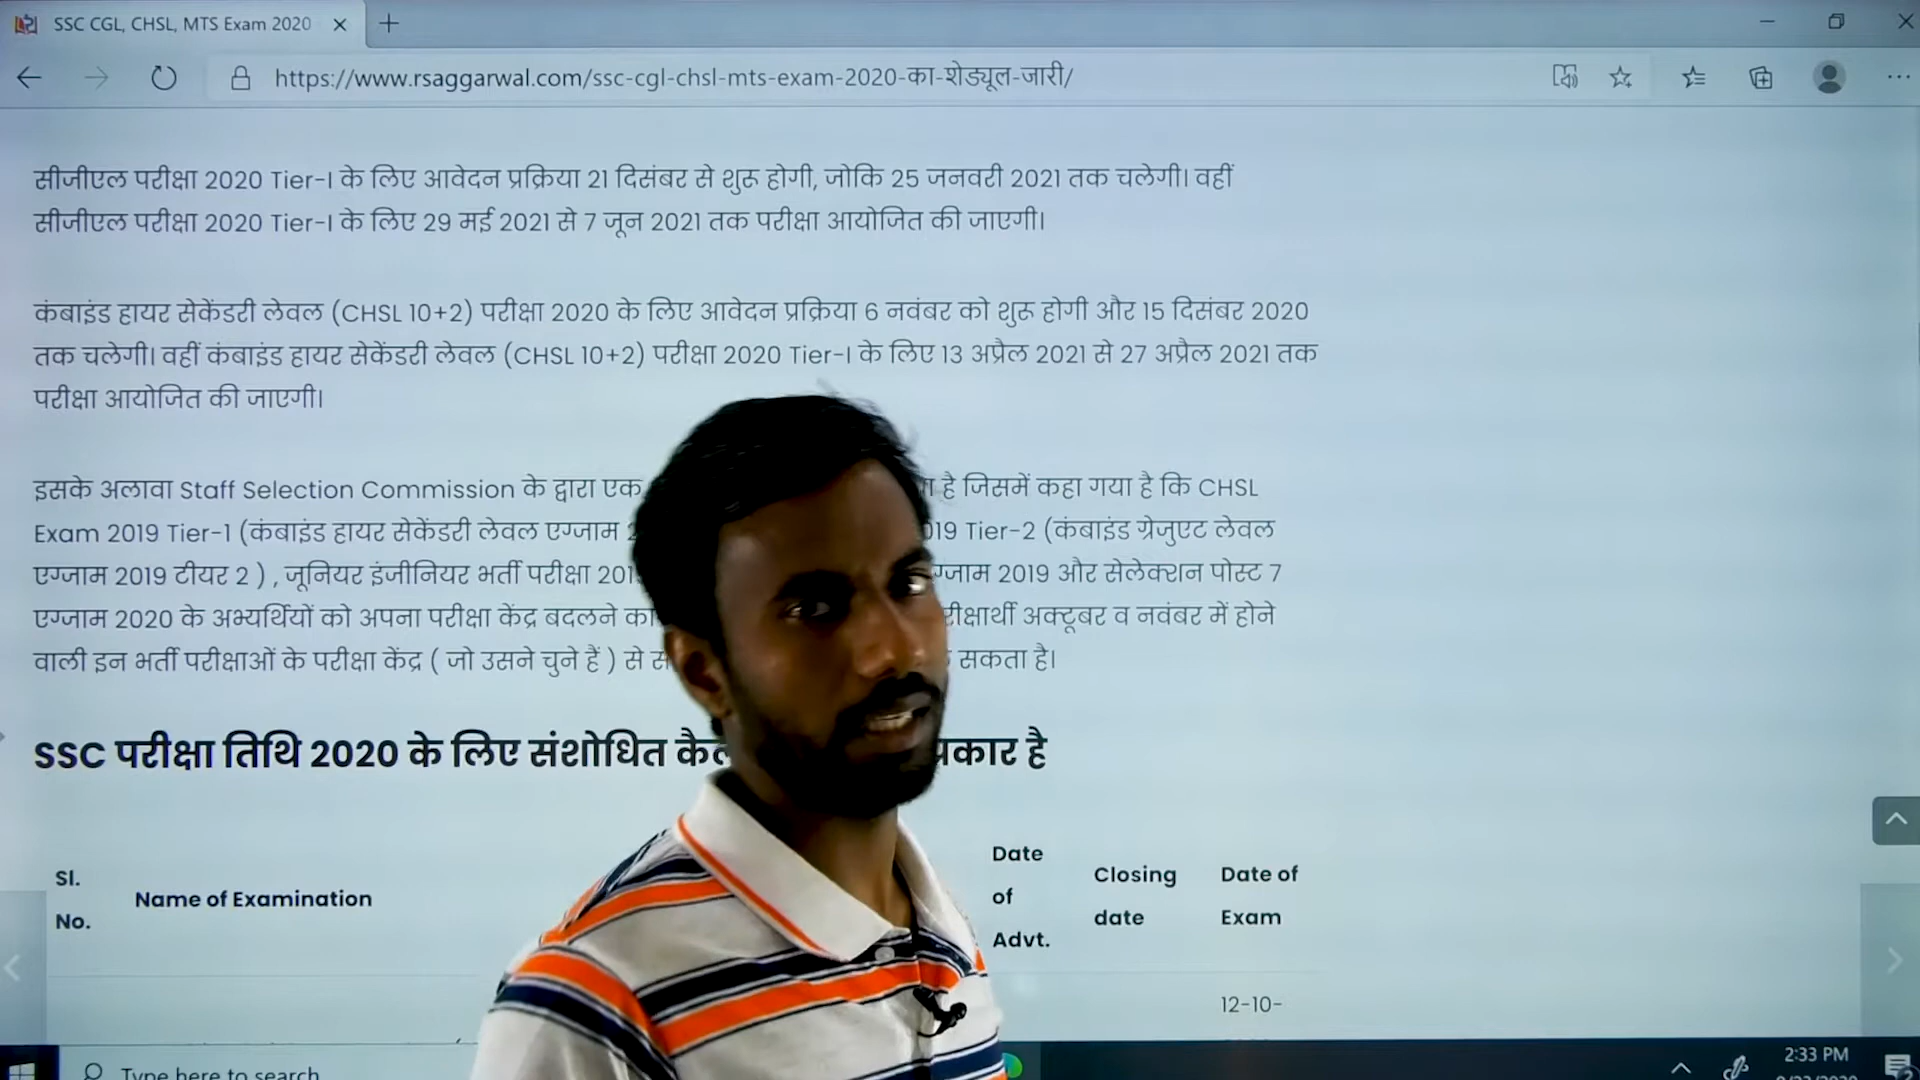 SSC CGL, CHSL, MTS Exam 2020
https://www.rsaggarwal.com/ssc-cgl-chsl-mts-exam-2020-का-शेड्यूल-जारी/
सीजीएल परीक्षा 2020 Tier-I के लिए आवेदन प्रक्रिया 21 दिसंबर से शुरू होगी, जोकि 25 जनवरी 2021 तक चलेगी। वहीं
सीजीएल परीक्षा 2020 Tier-I के लिए 29 मई 2021 से 7 जून 2021 तक परीक्षा आयोजित की जाएगी।
कंबाइंड हायर सेकेंडरी लेवल (CHSL 10+2) परीक्षा 2020 के लिए आवेदन प्रक्रिया 6 नवंबर को शुरू होगी और 15 दिसंबर 2020
तक चलेगी। वहीं कंबाइंड हायर सेकेंडरी लेवल (CHSL 10+2) परीक्षा 2020 Tier-I के लिए 13 अप्रैल 2021 से 27 अप्रैल 2021 तक
परीक्षा आयोजित की जाएगी।
इसके अलावा Staff Selection Commission के द्वारा एक है जिसमें कहा गया है कि CHSL
Exam 2019 Tier-1 (कंबाइंड हायर सेकेंडरी लेवल एग्जाम Tier-2 (कंबाइंड ग्रेजुएट लेवल
एग्जाम 2019 टीयर 2 ) , जूनियर इंजीनियर भर्ती परीक्षा 2019 और सेलेक्शन पोस्ट 7
एग्जाम 2020 के अभ्यर्थियों को अपना परीक्षा केंद्र बदलने का अक्टूबर व नवंबर में होने
वाली इन भर्ती परीक्षाओं के परीक्षा केंद्र ( जो उसने चुने हैं ) से सकता है।
SSC परीक्षा तिथि 2020 के लिए संशोधित है
Sl. No.
Name of Examination
Date of Advt.
Closing date
Date of Exam
12-10-
Type here to search
2:33 PM